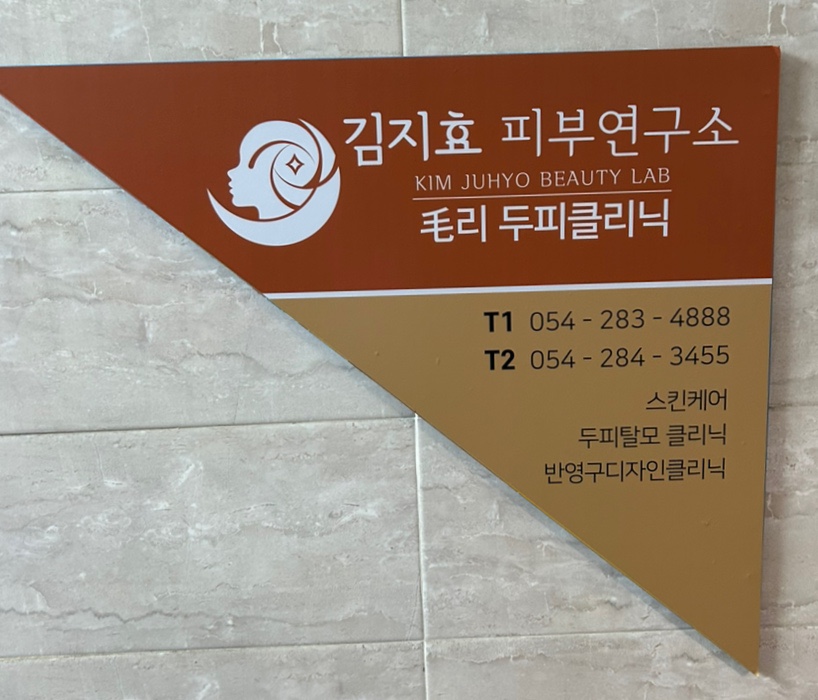 김지효 피부연구소
KIM JUHYO BEAUTY LAB
毛리 두피클리닉
T1 054 - 283 - 4888
T2 054 - 284 - 3455
스킨케어
두피탈모 클리닉
반영구디자인클리닉